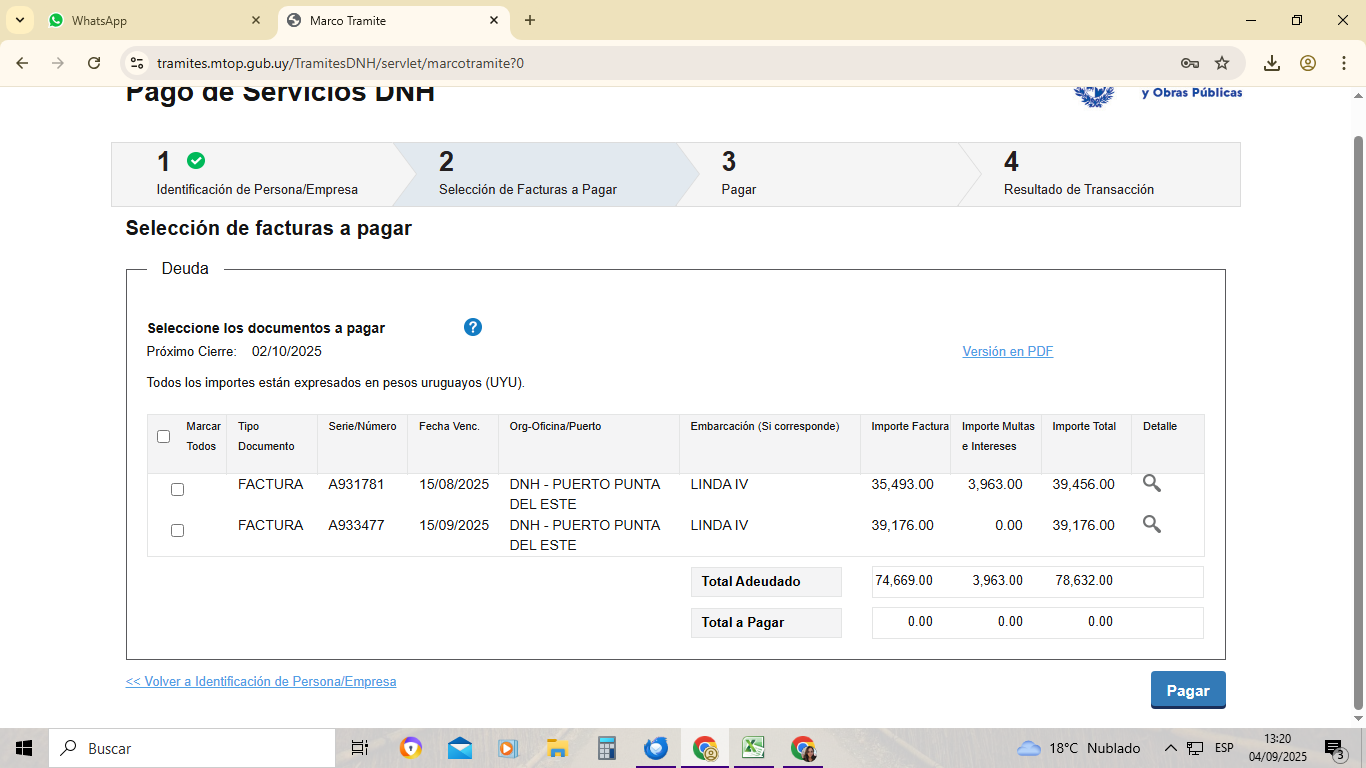 WhatsApp
Marco Tramite
tramites.mtop.gub.uy/TramitesDNH/servlet/marcotramite?0
Pago de Servicios DNH
y Obras Públicas
1
Identificación de Persona/Empresa
2
Selección de Facturas a Pagar
3
Pagar
4
Resultado de Transacción
Selección de facturas a pagar
Deuda
Seleccione los documentos a pagar ?
Próximo Cierre: 02/10/2025 Versión en PDF
Todos los importes están expresados en pesos uruguayos (UYU).
Marcar Tipo Serie/Número Fecha Venc. Org-Oficina/Puerto Embarcación (Si corresponde) Importe Factura Importe Multas Importe Total Detalle
Todos Documento e Intereses
FACTURA A931781 15/08/2025 DNH - PUERTO PUNTA LINDA IV 35,493.00 3,963.00 39,456.00
DEL ESTE
FACTURA A933477 15/09/2025 DNH - PUERTO PUNTA LINDA IV 39,176.00 0.00 39,176.00
DEL ESTE
Total Adeudado 74,669.00 3,963.00 78,632.00
Total a Pagar 0.00 0.00 0.00
<< Volver a Identificación de Persona/Empresa
Pagar
Buscar
18°C Nublado
ESP
13:20
04/09/2025
3